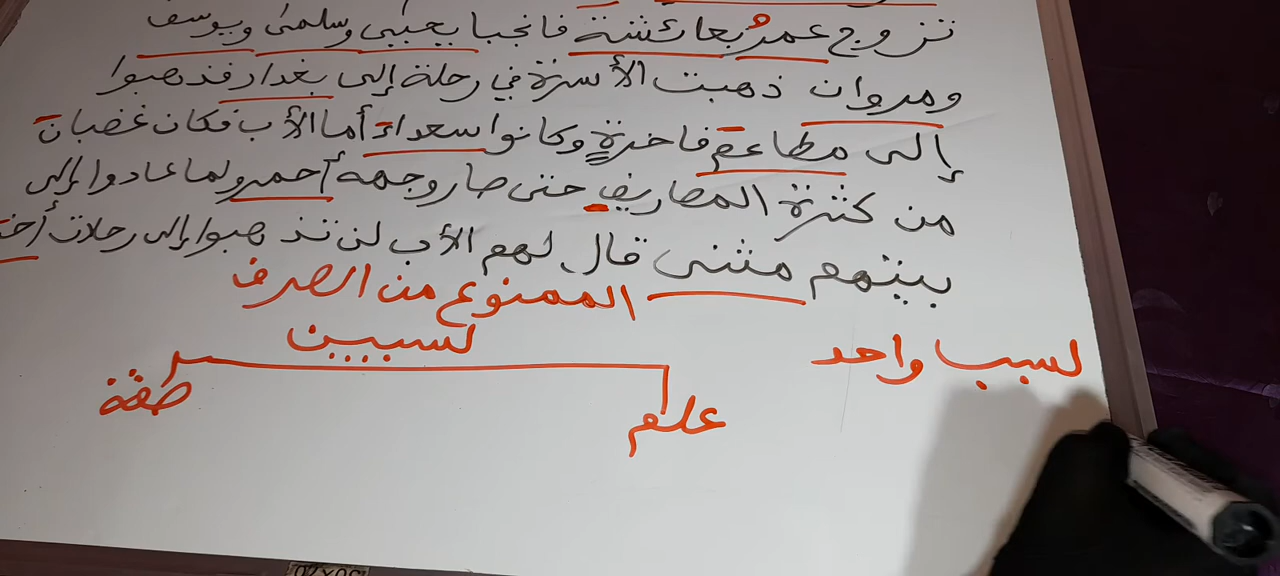 تزوج عمرُ بعائشة فانجبا يحيى وسلمى ويوسف
ومروان ذهبت الأسرة في رحلة إلى بغداد فذهبوا
إلى مطاعمَ فاخرةٍ وكانوا سعداءَ أما الأب فكان غضبانَ
من كثرة المصاريفِ حتى صار وجهه أحمر ولما عادوا إلى
بيتهم مثنى قال لهم الأب لن تذهبوا إلى رحلات
الممنوع من الصرف
لسبب واحد
لسببين
علم
صفة